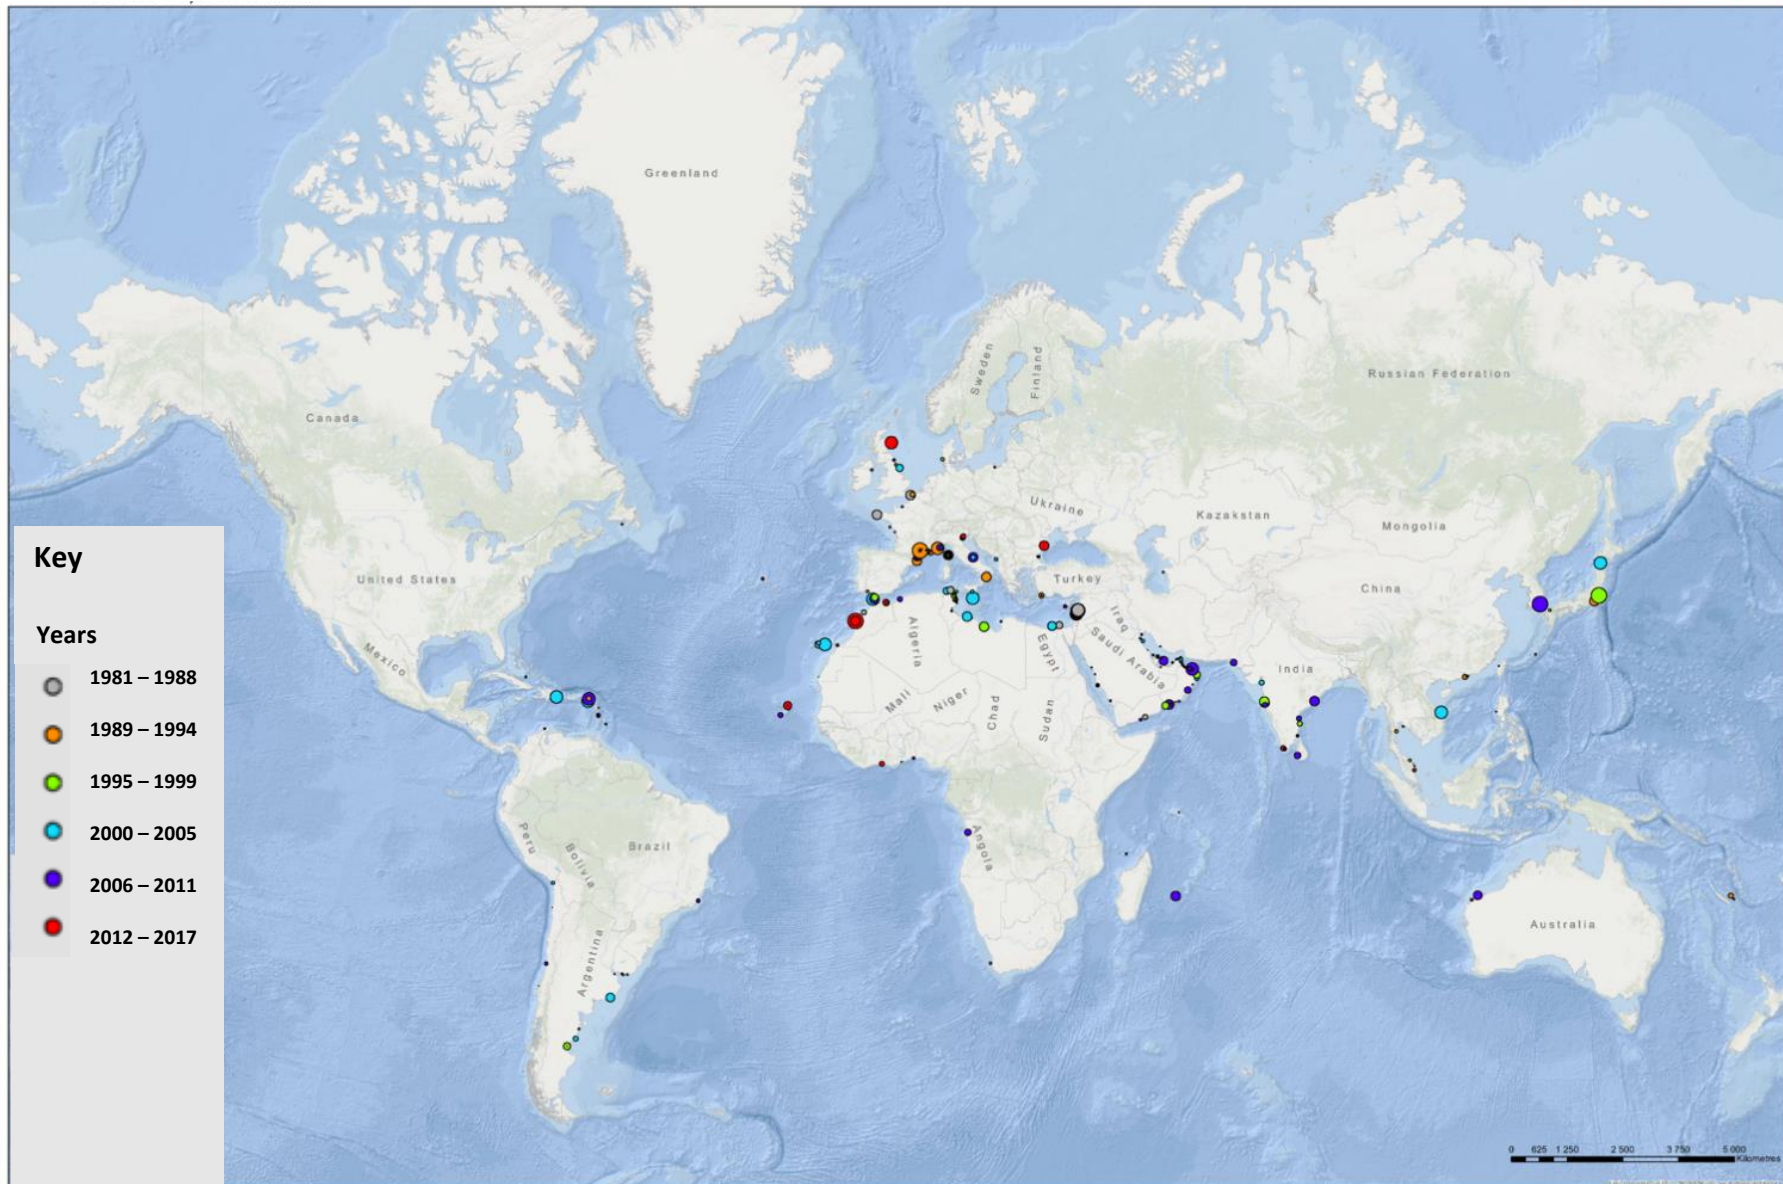 Greenland
Sweden
Finland
Russian Federation
Canada
Ukraine
Kazakstan
Mongolia
United States
Turkey
China
Mexico
Algeria
Egypt
Iraq
Saudi Arabia
India
Mali
Niger
Chad
Sudan
Peru
Bolivia
Brazil
Angola
Argentina
Australia
Key
Years
1981 – 1988
1989 – 1994
1995 – 1999
2000 – 2005
2006 – 2011
2012 – 2017
0 625 1 250 2 500 3 750 5 000
Kilometres